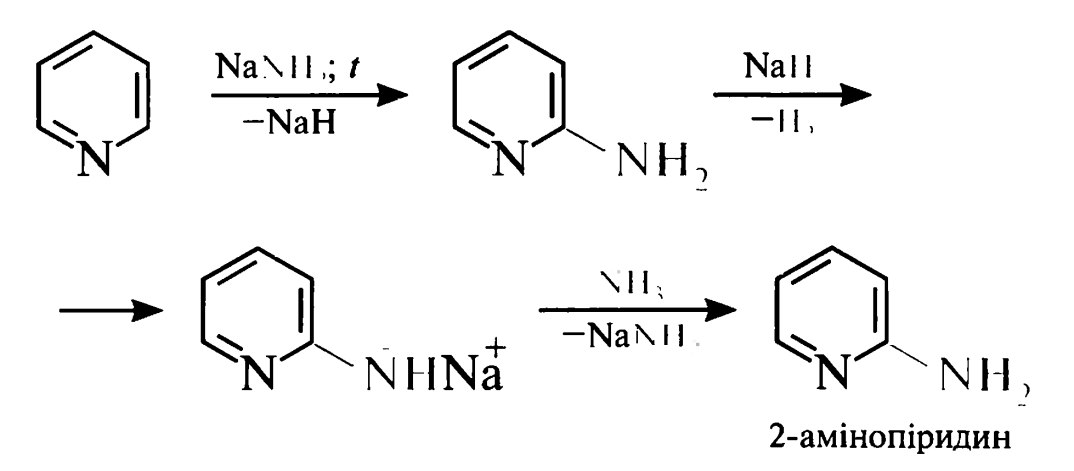 NaNH₂; t NaH
−NaH −H₂
N NH₂ N
NH₃
−NaNH₂
N NHNa⁺ N NH₂
2-амінопіридин